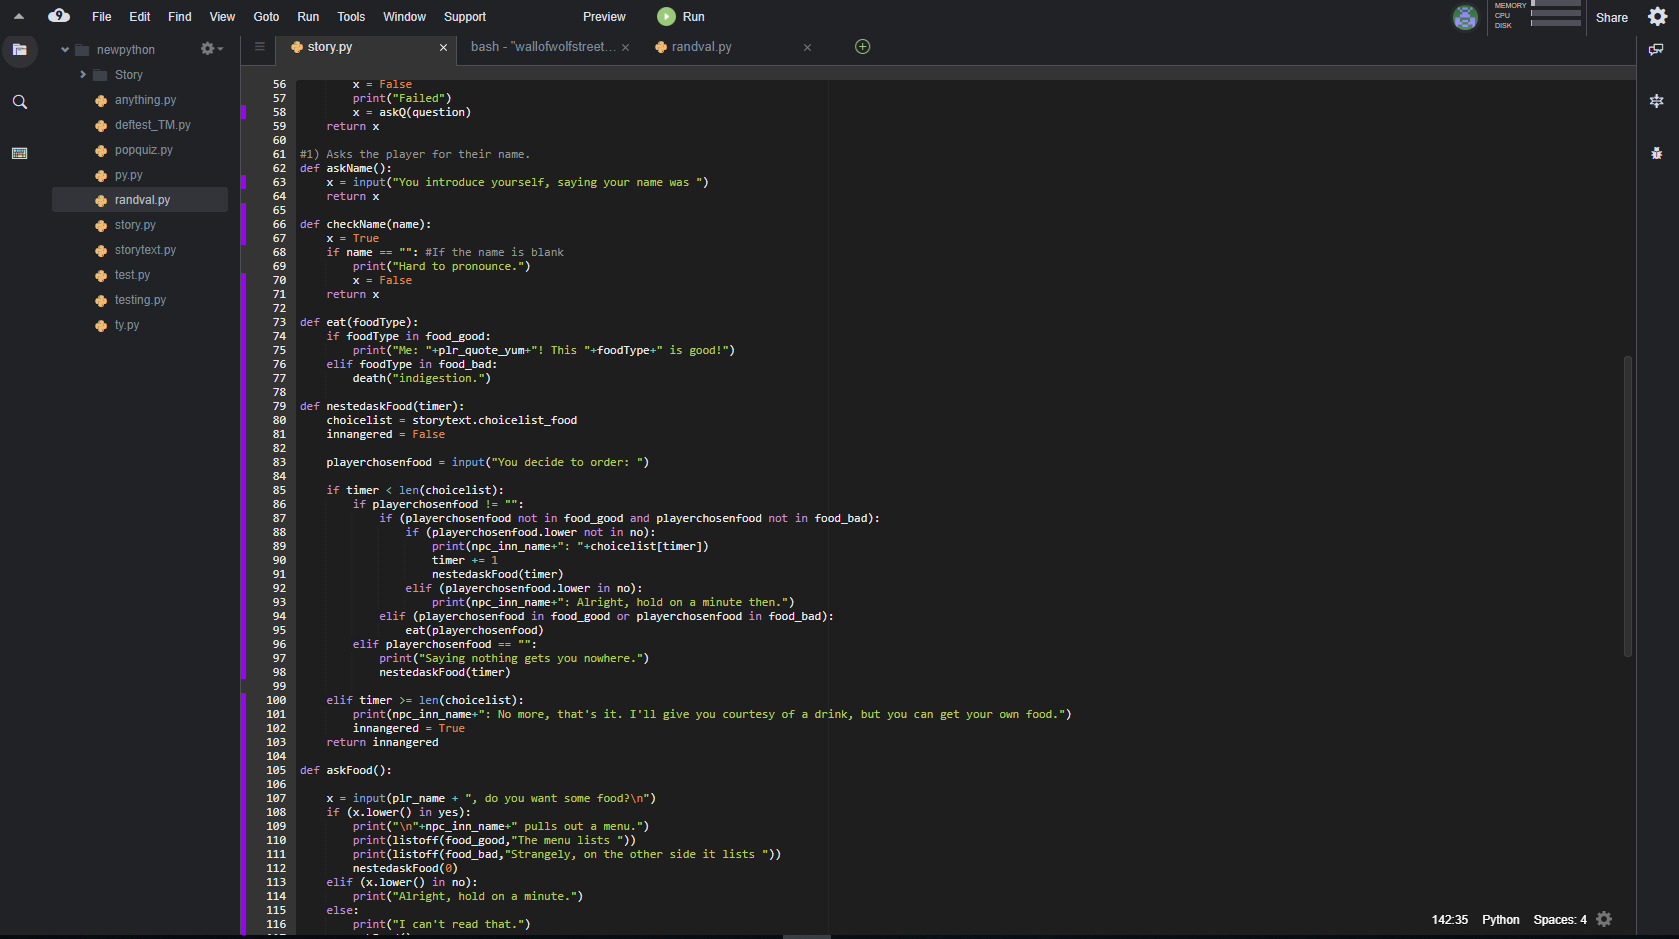 9 File Edit Find View Goto Run Tools Window Support Preview Run MEMORY CPU DISK Share
newpython
Story
anything.py
deftest_TM.py
popquiz.py
py.py
randval.py
story.py
storytext.py
test.py
testing.py
ty.py
story.py × bash - "wallofwolfstreet... × randval.py ×
56 x = False
57 print("Failed")
58 x = askQ(question)
59 return x
60
61 #1) Asks the player for their name.
62 def askName():
63 x = input("You introduce yourself, saying your name was ")
64 return x
65
66 def checkName(name):
67 x = True
68 if name == "": #If the name is blank
69 print("Hard to pronounce.")
70 x = False
71 return x
72
73 def eat(foodType):
74 if foodType in food_good:
75 print("Me: "+plr_quote_yum+"! This "+foodType+" is good!")
76 elif foodType in food_bad:
77 death("indigestion.")
78
79 def nestedaskFood(timer):
80 choicelist = storytext.choicelist_food
81 innangered = False
82
83 playerchosenfood = input("You decide to order: ")
84
85 if timer < len(choicelist):
86 if playerchosenfood != "":
87 if (playerchosenfood not in food_good and playerchosenfood not in food_bad):
88 if (playerchosenfood.lower not in no):
89 print(npc_inn_name+": "+choicelist[timer])
90 timer += 1
91 nestedaskFood(timer)
92 elif (playerchosenfood.lower in no):
93 print(npc_inn_name+": Alright, hold on a minute then.")
94 elif (playerchosenfood in food_good or playerchosenfood in food_bad):
95 eat(playerchosenfood)
96 elif playerchosenfood == "":
97 print("Saying nothing gets you nowhere.")
98 nestedaskFood(timer)
99
100 elif timer >= len(choicelist):
101 print(npc_inn_name+": No more, that's it. I'll give you courtesy of a drink, but you can get your own food.")
102 innangered = True
103 return innangered
104
105 def askFood():
106
107 x = input(plr_name + ", do you want some food?\n")
108 if (x.lower() in yes):
109 print("\n"+npc_inn_name+" pulls out a menu.")
110 print(listoff(food_good,"The menu lists "))
111 print(listoff(food_bad,"Strangely, on the other side it lists "))
112 nestedaskFood(0)
113 elif (x.lower() in no):
114 print("Alright, hold on a minute.")
115 else:
116 print("I can't read that.")
142:35 Python Spaces: 4